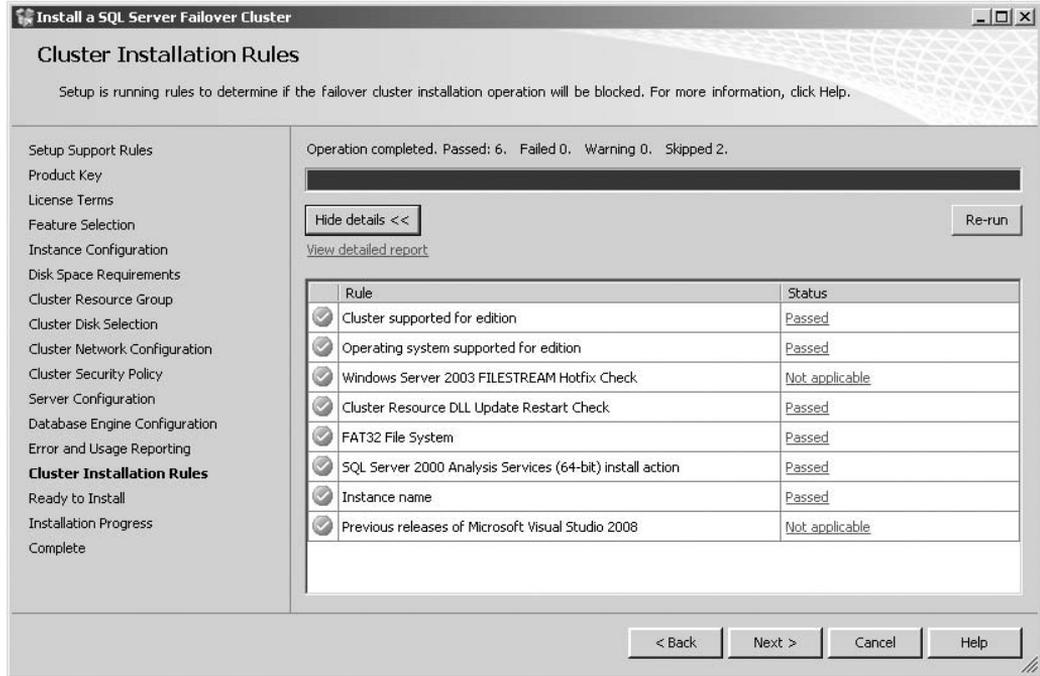 Install a SQL Server Failover Cluster
Cluster Installation Rules
Setup is running rules to determine if the failover cluster installation operation will be blocked. For more information, click Help.
Setup Support Rules
Product Key
License Terms
Feature Selection
Instance Configuration
Disk Space Requirements
Cluster Resource Group
Cluster Disk Selection
Cluster Network Configuration
Cluster Security Policy
Server Configuration
Database Engine Configuration
Error and Usage Reporting
Cluster Installation Rules
Ready to Install
Installation Progress
Complete
Operation completed. Passed: 6. Failed 0. Warning 0. Skipped 2.
Hide details << Re-run
View detailed report
Rule Status
Cluster supported for edition Passed
Operating system supported for edition Passed
Windows Server 2003 FILESTREAM Hotfix Check Not applicable
Cluster Resource DLL Update Restart Check Passed
FAT32 File System Passed
SQL Server 2000 Analysis Services (64-bit) install action Passed
Instance name Passed
Previous releases of Microsoft Visual Studio 2008 Not applicable
< Back Next > Cancel Help